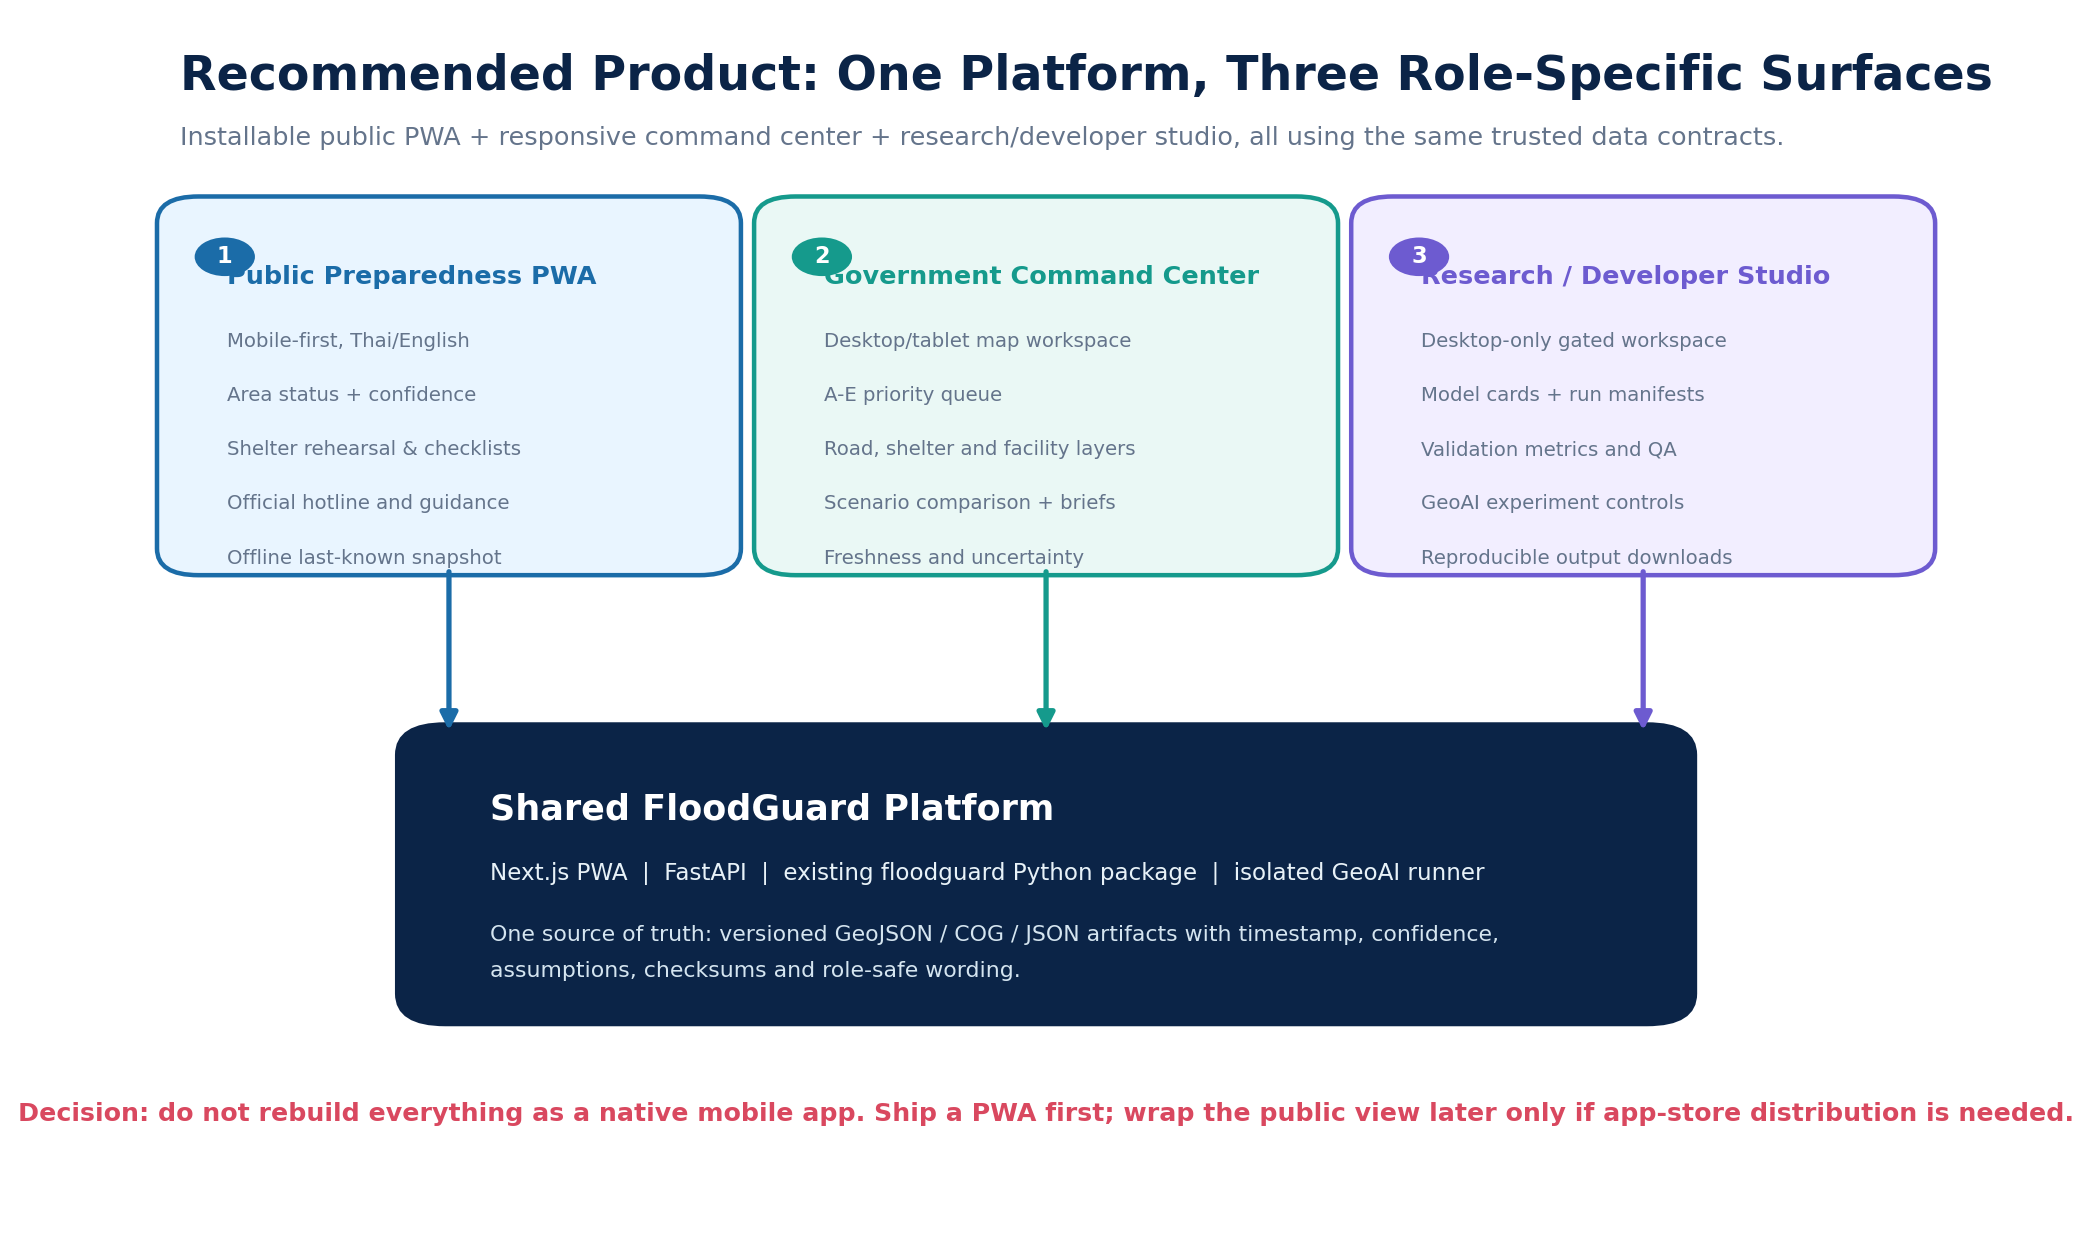 Recommended Product: One Platform, Three Role-Specific Surfaces
Installable public PWA + responsive command center + research/developer studio, all using the same trusted data contracts.
1
Public Preparedness PWA
Mobile-first, Thai/English
Area status + confidence
Shelter rehearsal & checklists
Official hotline and guidance
Offline last-known snapshot
2
Government Command Center
Desktop/tablet map workspace
A-E priority queue
Road, shelter and facility layers
Scenario comparison + briefs
Freshness and uncertainty
3
Research / Developer Studio
Desktop-only gated workspace
Model cards + run manifests
Validation metrics and QA
GeoAI experiment controls
Reproducible output downloads
Shared FloodGuard Platform
Next.js PWA | FastAPI | existing floodguard Python package | isolated GeoAI runner
One source of truth: versioned GeoJSON / COG / JSON artifacts with timestamp, confidence,
assumptions, checksums and role-safe wording.
Decision: do not rebuild everything as a native mobile app. Ship a PWA first; wrap the public view later only if app-store distribution is needed.